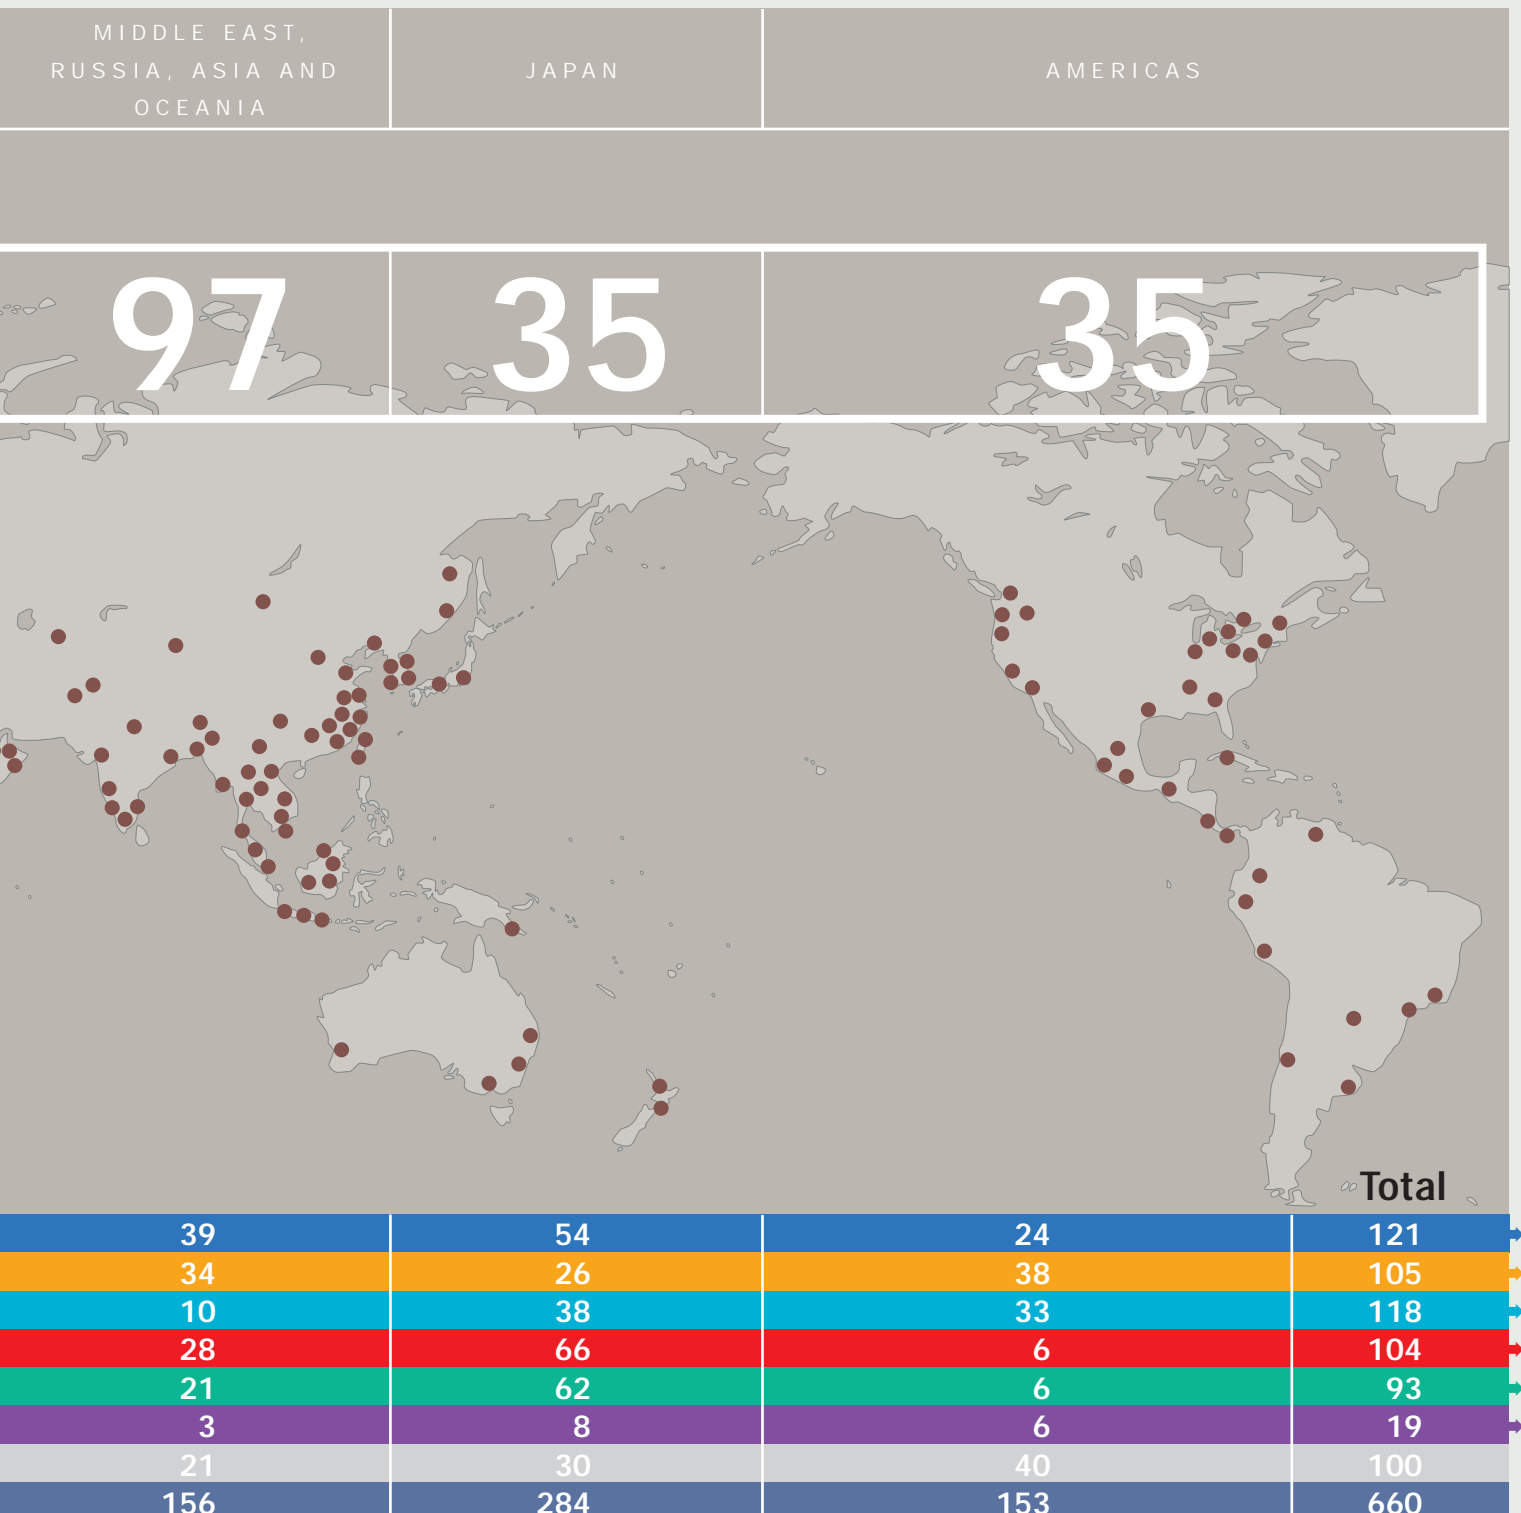 MIDDLE EAST,
RUSSIA, ASIA AND
OCEANIA
JAPAN
AMERICAS
97 35 35
Total
39 54 24 121
34 26 38 105
10 38 33 118
28 66 6 104
21 62 6 93
3 8 6 19
21 30 40 100
156 284 153 660